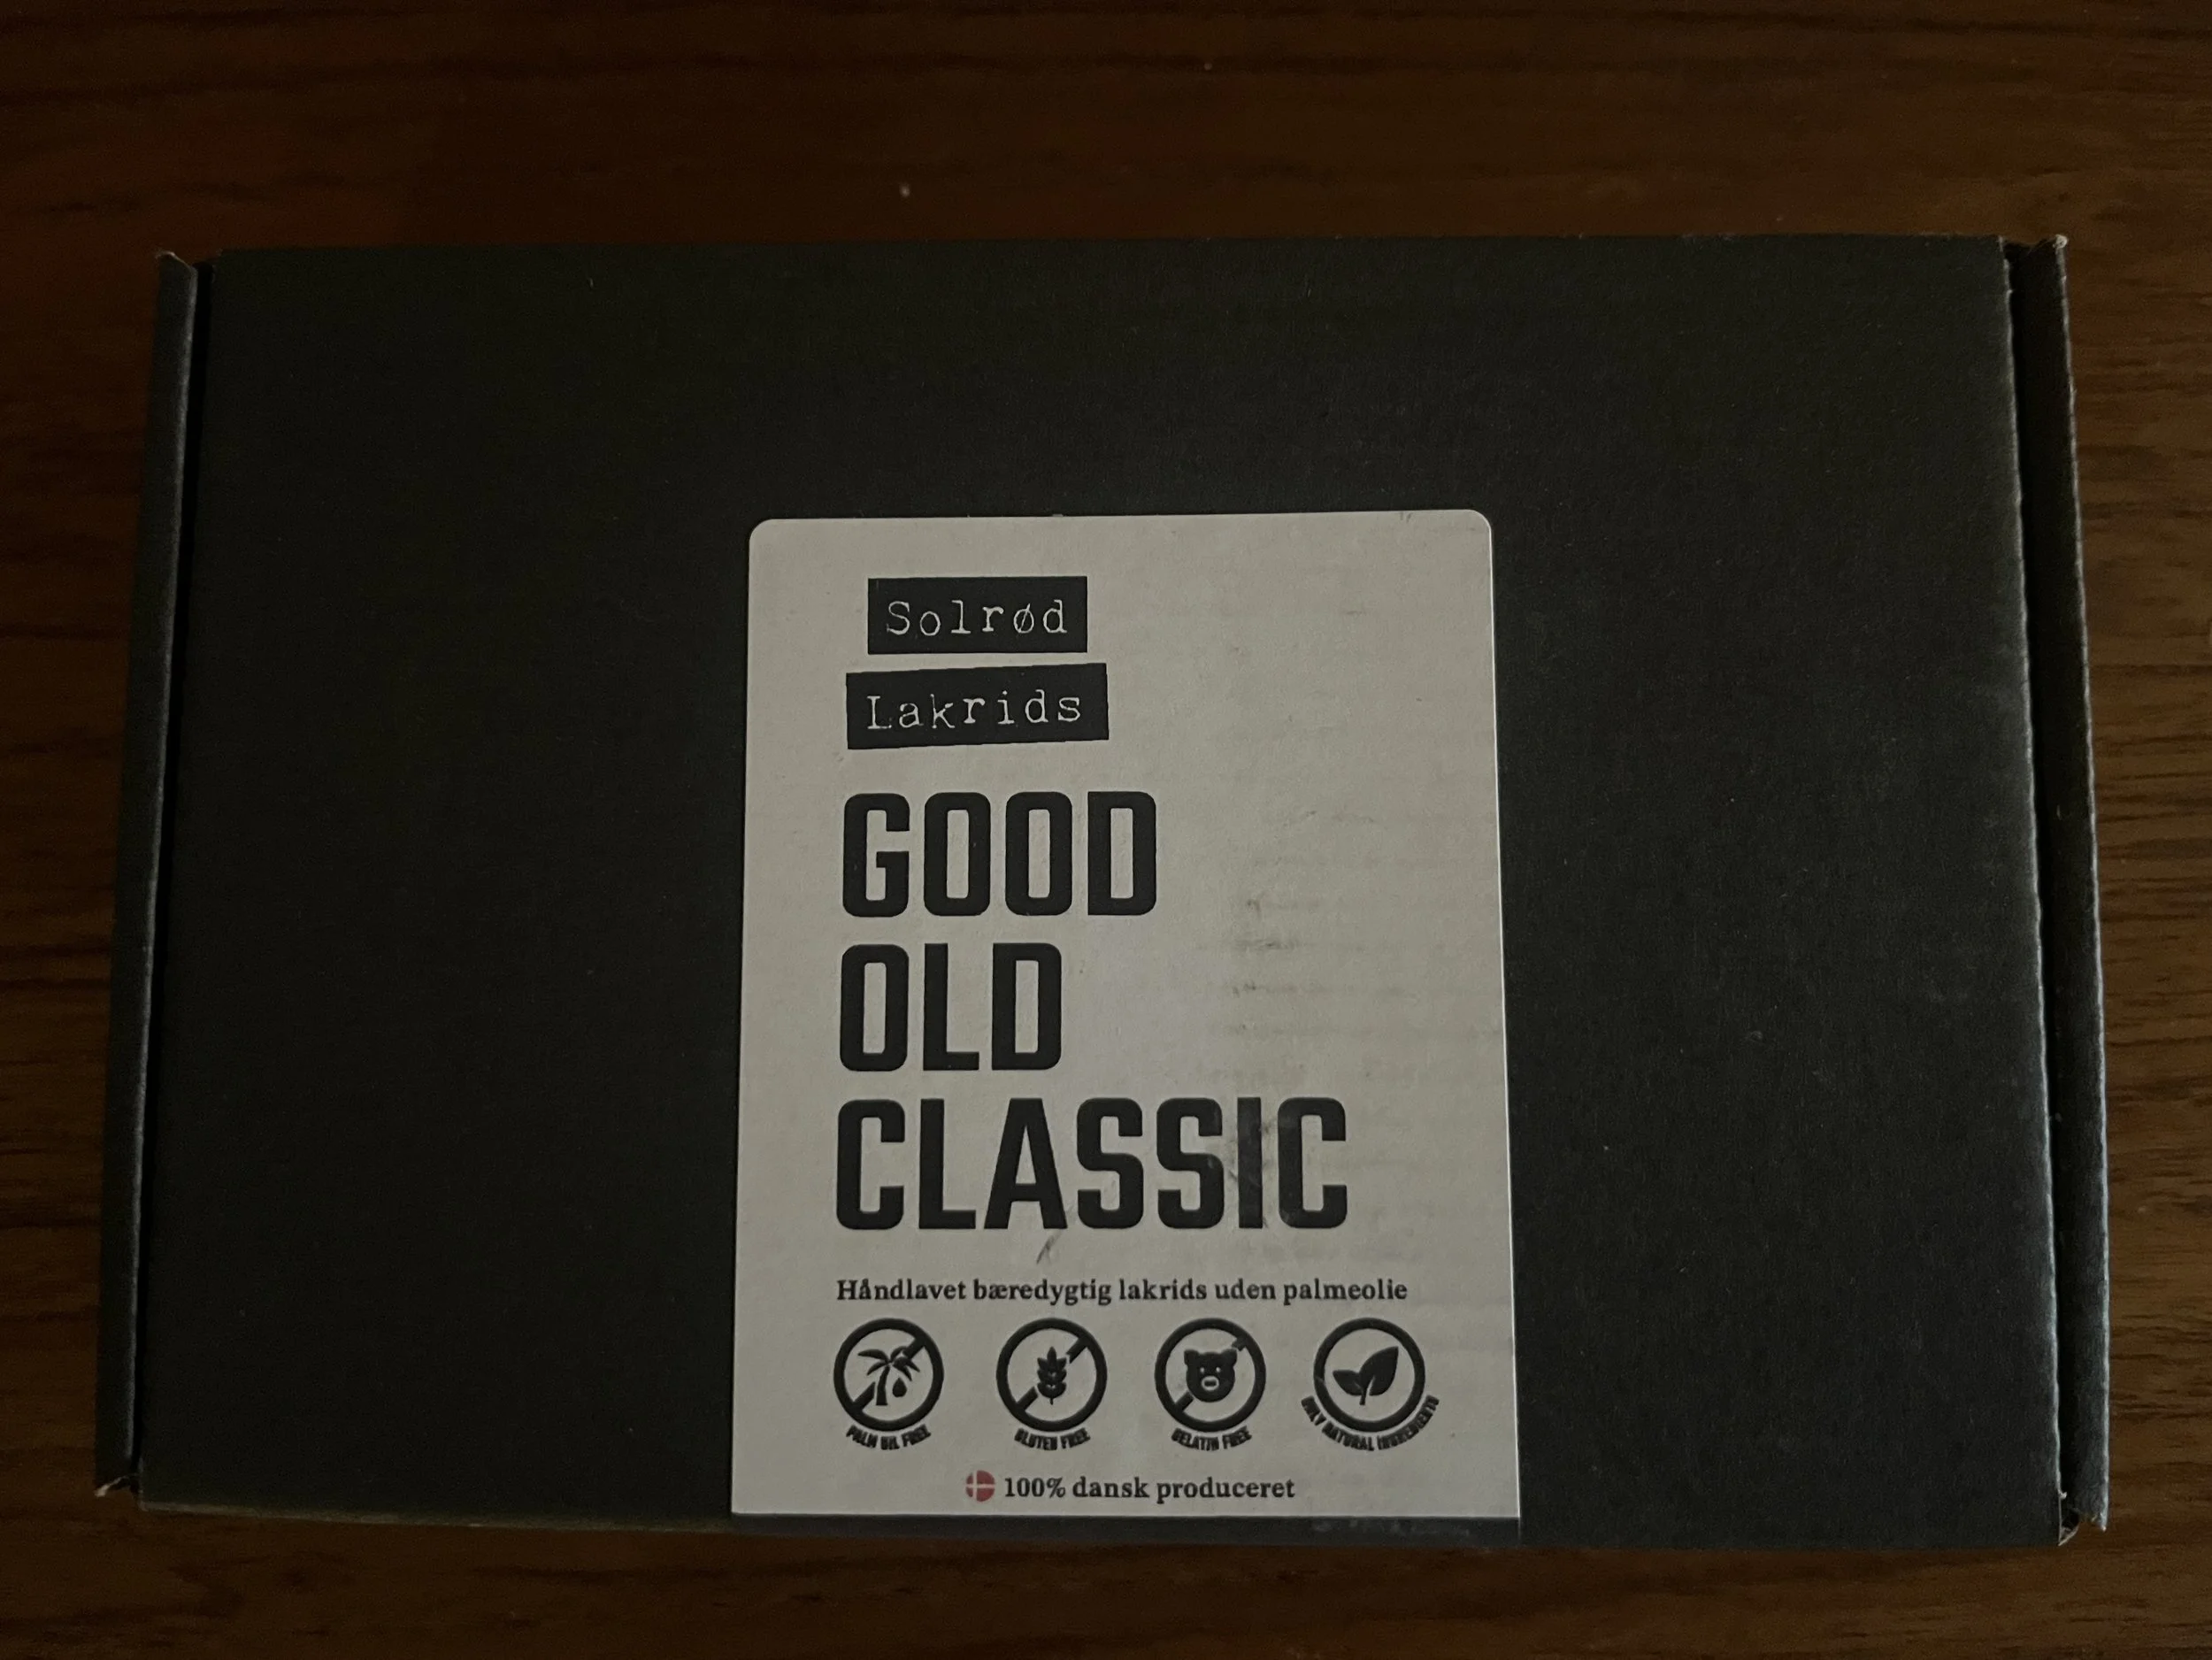 Solrød
Lakrids
GOOD
OLD
CLASSIC
Håndlavet bæredygtig lakrids uden palmeolie
PALM OIL FREE
GLUTEN FREE
GELATIN FREE
ONLY NATURAL INGREDIENTS
100% dansk produceret